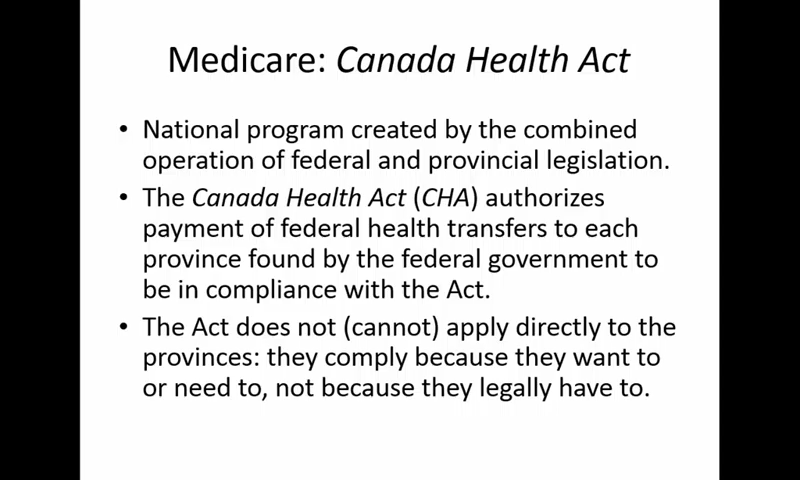 Medicare: Canada Health Act
• National program created by the combined
operation of federal and provincial legislation.
• The Canada Health Act (CHA) authorizes
payment of federal health transfers to each
province found by the federal government to
be in compliance with the Act.
• The Act does not (cannot) apply directly to the
provinces: they comply because they want to
or need to, not because they legally have to.